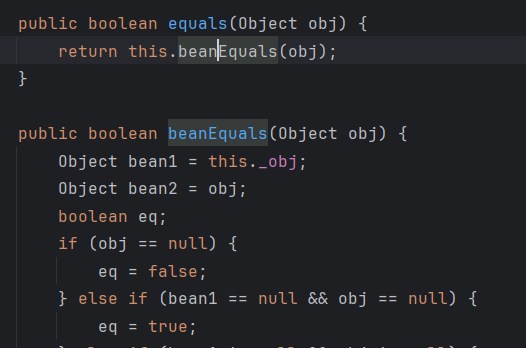 public boolean equals(Object obj) {
return this.beanEquals(obj);
}
public boolean beanEquals(Object obj) {
Object bean1 = this._obj;
Object bean2 = obj;
boolean eq;
if (obj == null) {
eq = false;
} else if (bean1 == null && obj == null) {
eq = true;